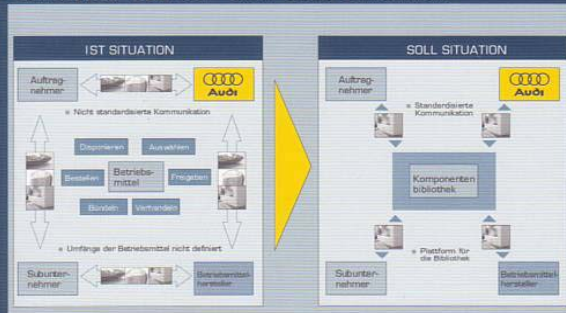 IST SITUATION
Auftrag-
nehmer
Audi
Nicht standardisierte Kommunikation
Disponieren
Auswählen
Bestellen
Betriebs-
mittel
Freigeben
Bündeln
Verhandeln
Umfänge der Betriebsmittel nicht definiert
Subunter-
nehmer
Betriebsmittel-
hersteller
SOLL SITUATION
Auftrag-
nehmer
Audi
Standardisierte
Kommunikation
Komponenten
bibliothek
Plattform für
die Bibliothek
Subunter-
nehmer
Betriebsmittel-
hersteller